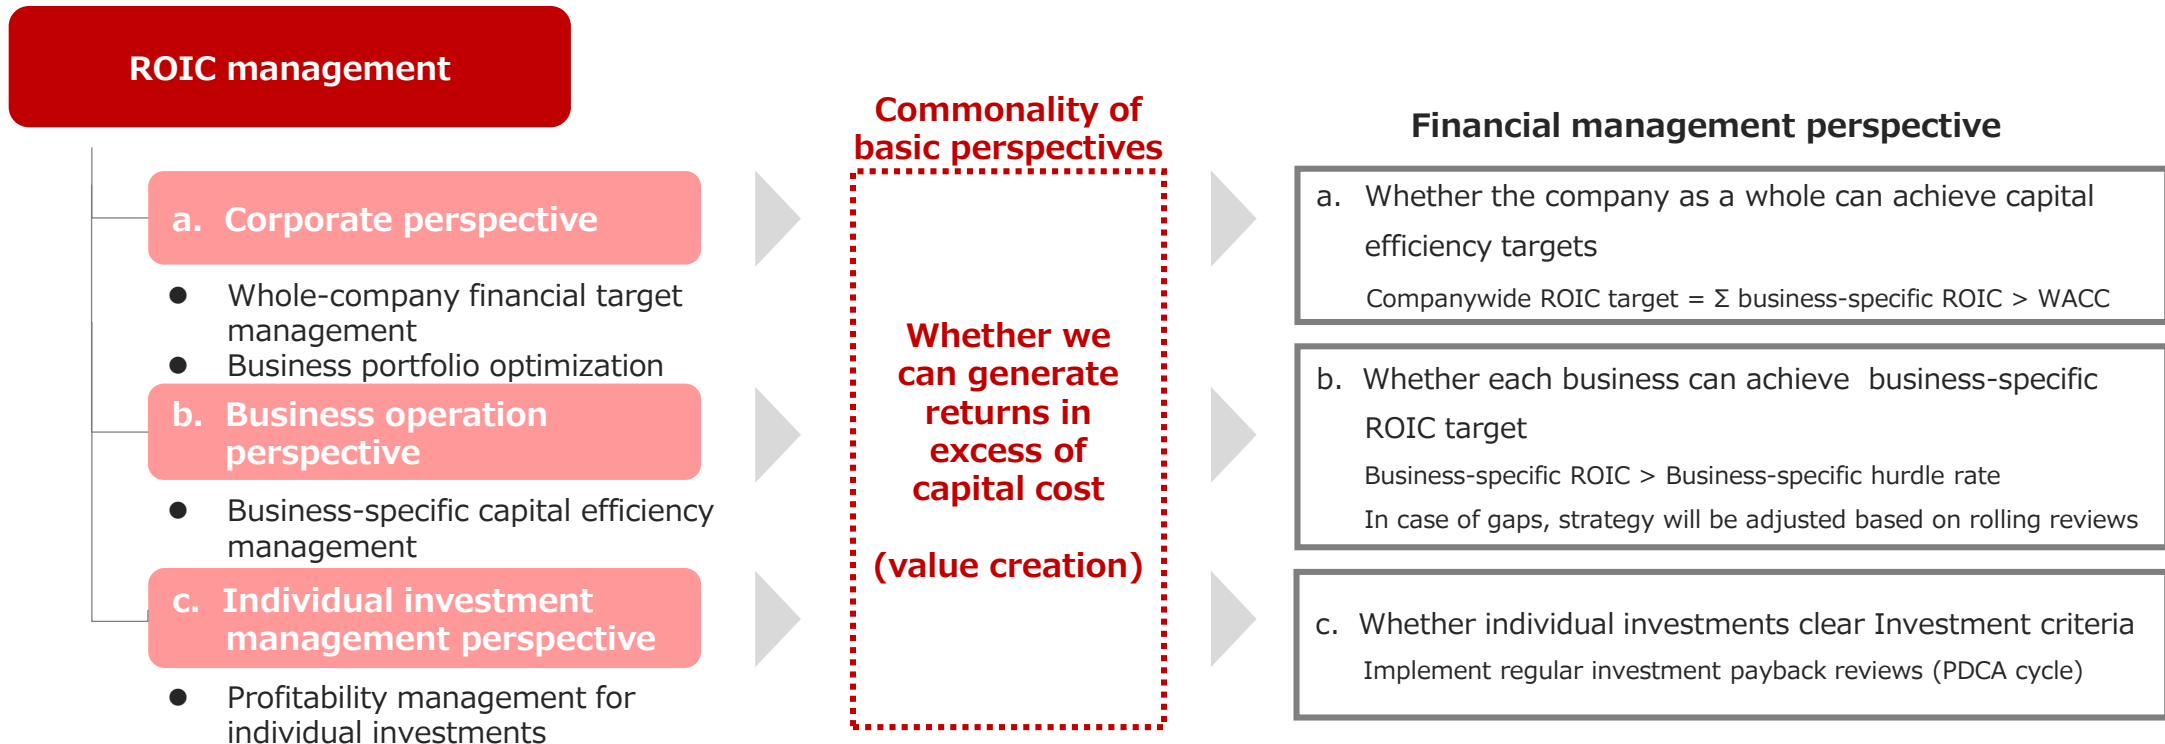 ROIC management
a. Corporate perspective
● Whole-company financial target
management
● Business portfolio optimization
b. Business operation
perspective
● Business-specific capital efficiency
management
c. Individual investment
management perspective
● Profitability management for
individual investments
Commonality of
basic perspectives
Whether we
can generate
returns in
excess of
capital cost
(value creation)
Financial management perspective
a. Whether the company as a whole can achieve capital
efficiency targets
Companywide ROIC target = Σ business-specific ROIC > WACC
b. Whether each business can achieve business-specific
ROIC target
Business-specific ROIC > Business-specific hurdle rate
In case of gaps, strategy will be adjusted based on rolling reviews
c. Whether individual investments clear Investment criteria
Implement regular investment payback reviews (PDCA cycle)